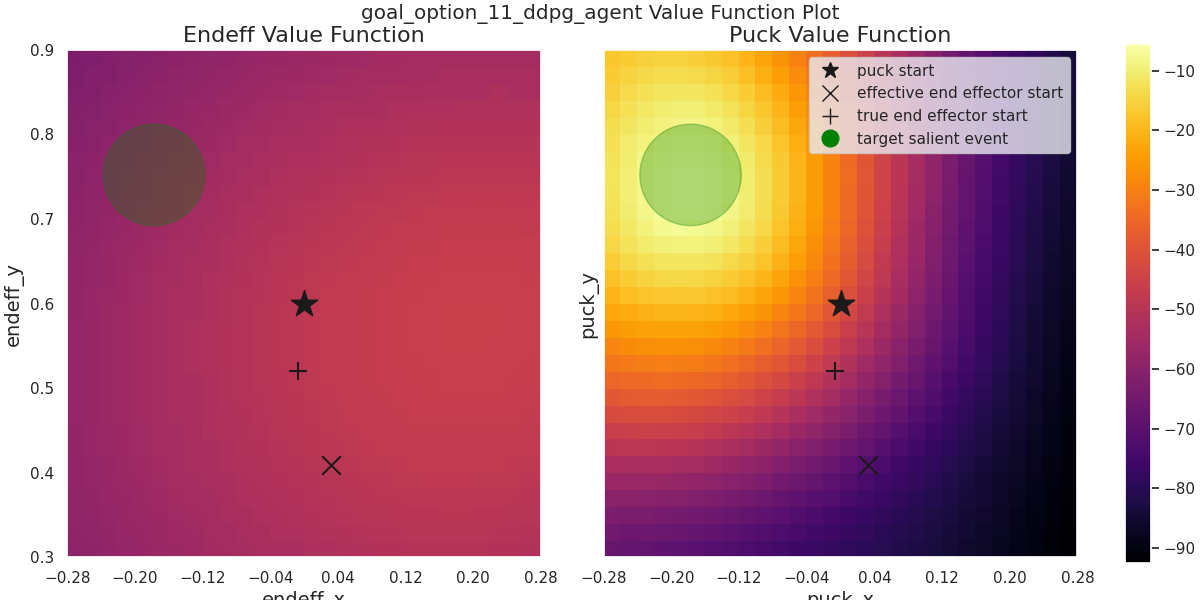 goal_option_11_ddpg_agent Value Function Plot
Endeff Value Function
0.9
0.8
0.7
0.6
0.5
0.4
0.3
endeff_y
−0.28 −0.20 −0.12 −0.04 0.04 0.12 0.20 0.28
endeff_x
Puck Value Function
puck start
effective end effector start
true end effector start
target salient event
puck_y
−0.28 −0.20 −0.12 −0.04 0.04 0.12 0.20 0.28
puck_x
−10
−20
−30
−40
−50
−60
−70
−80
−90